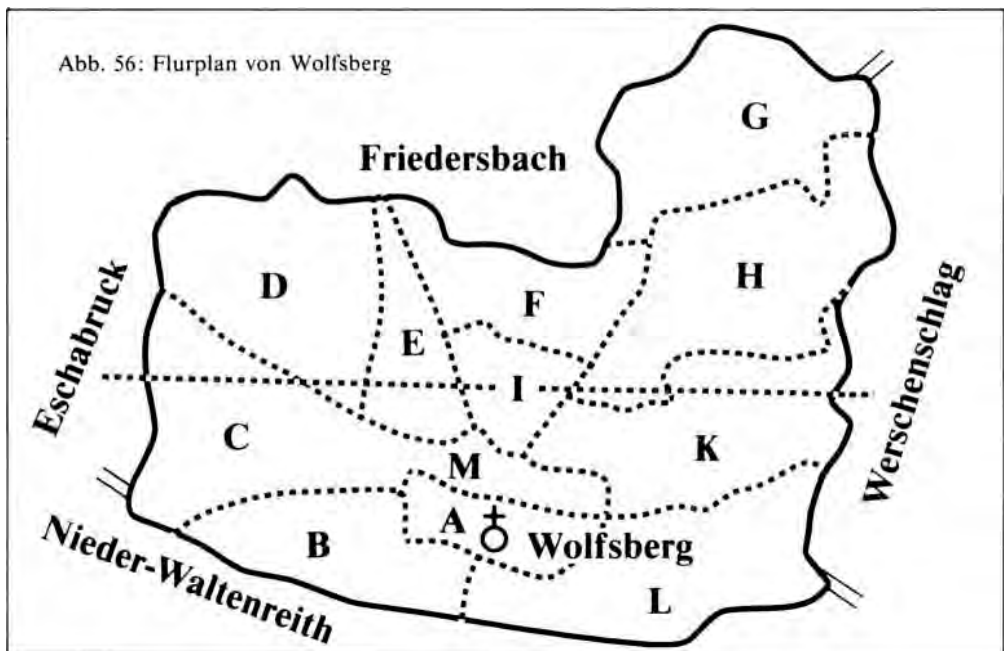 Abb. 56: Flurplan von Wolfsberg
G
Friedersbach
D
F
H
E
Eschabruck
I
Werschenschlag
C
M
K
A
Wolfsberg
B
Nieder-Waltenreith
L